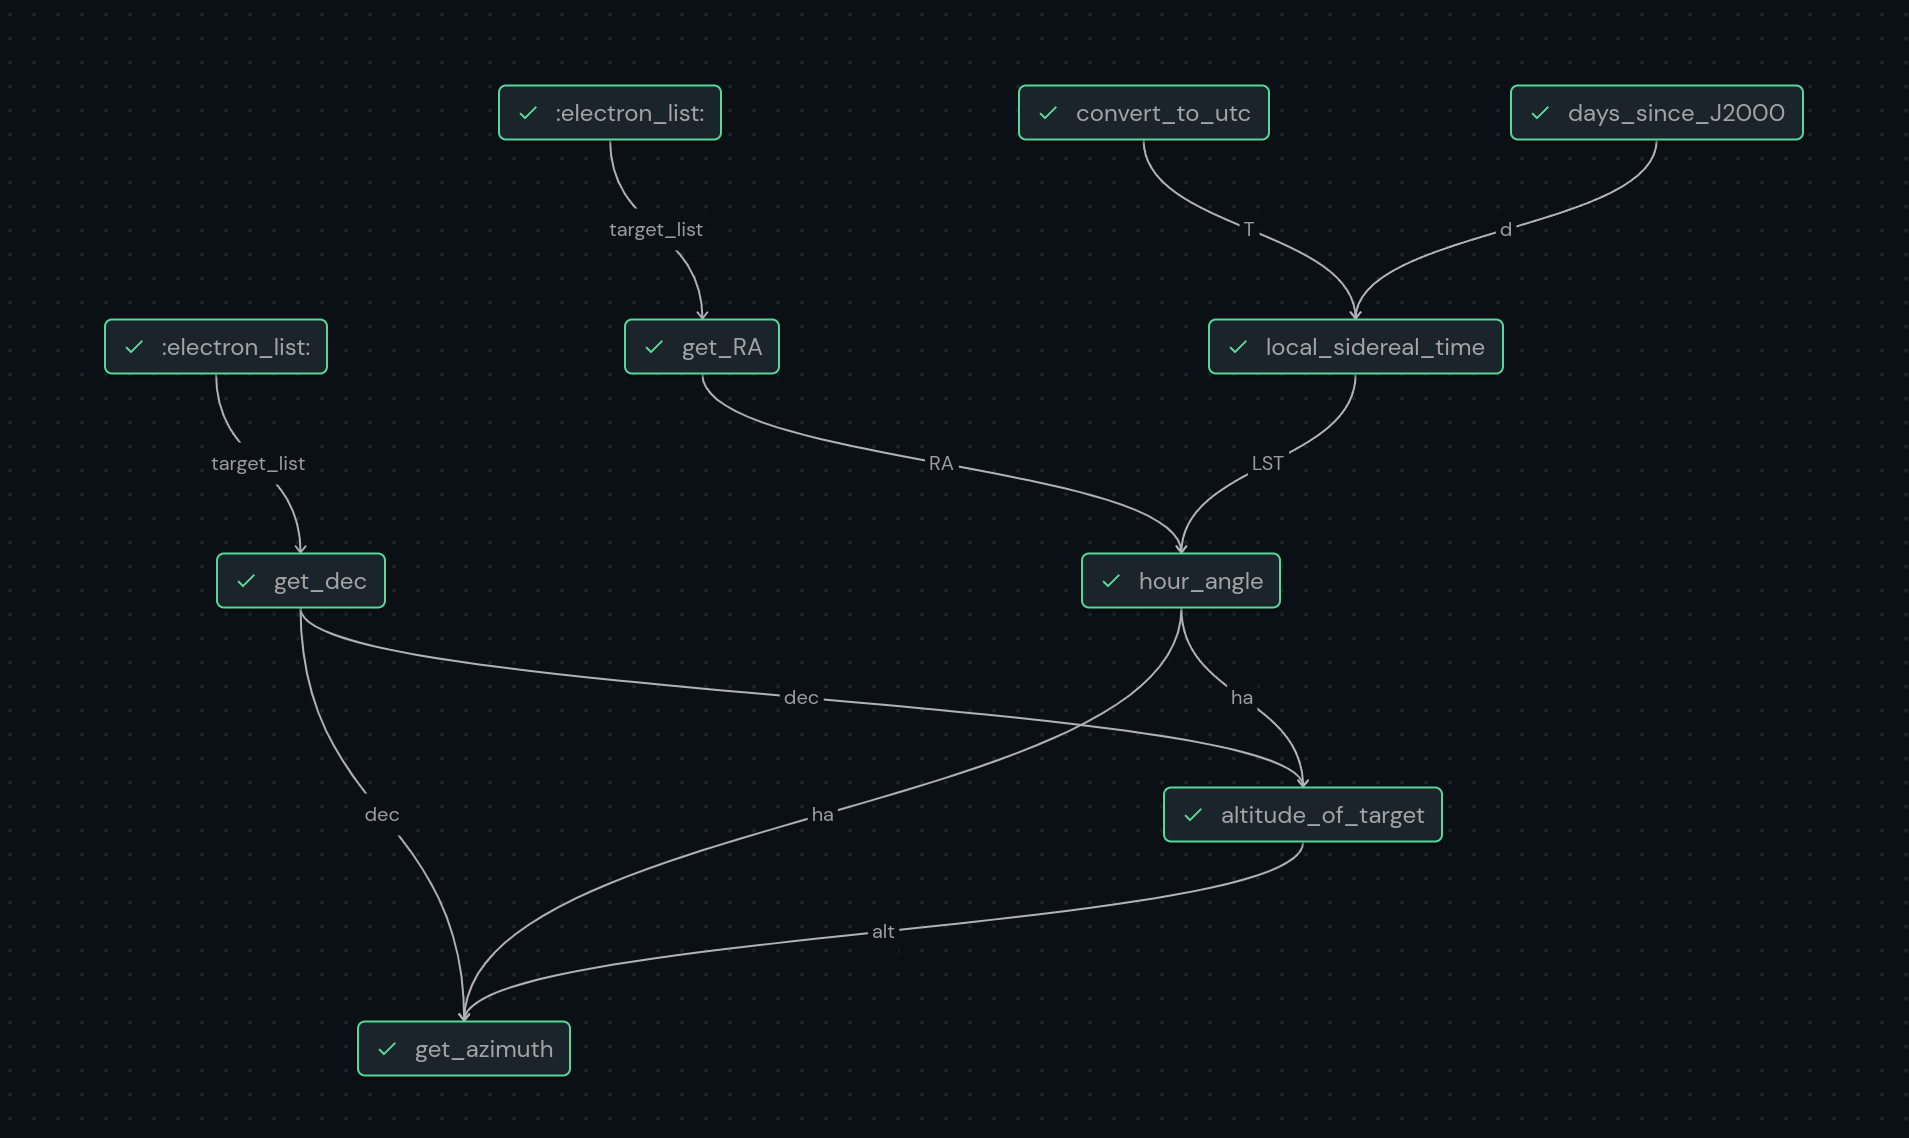 :electron_list:
convert_to_utc
days_since_J2000
target_list
T
d
:electron_list:
get_RA
local_sidereal_time
target_list
RA
LST
get_dec
hour_angle
dec
ha
dec
ha
altitude_of_target
alt
get_azimuth